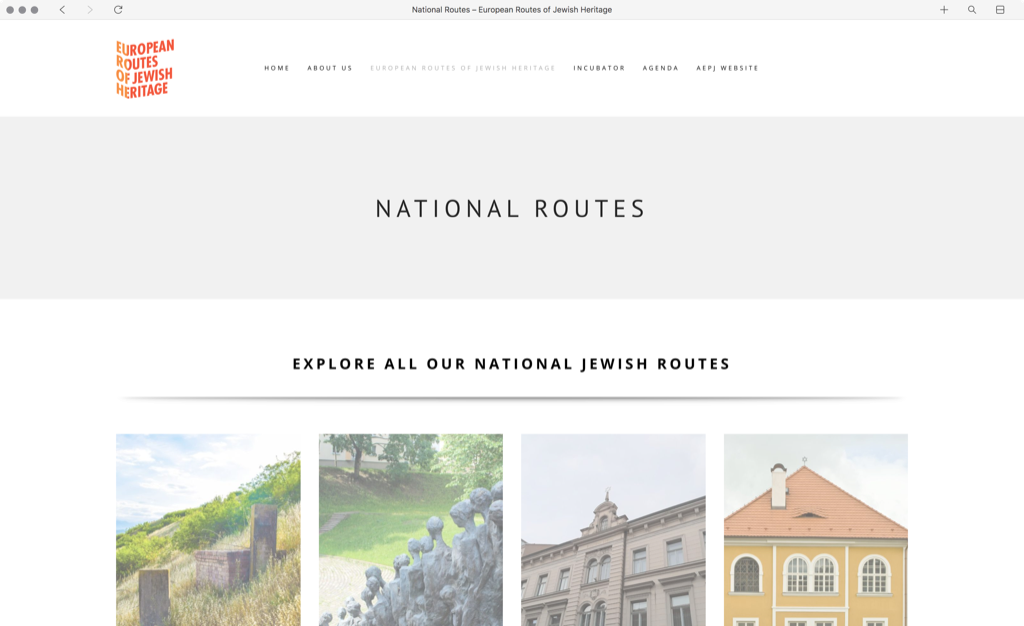 National Routes – European Routes of Jewish Heritage
EUROPEAN
ROUTES
OF JEWISH
HERITAGE
HOME ABOUT US EUROPEAN ROUTES OF JEWISH HERITAGE INCUBATOR AGENDA AEPJ WEBSITE
NATIONAL ROUTES
EXPLORE ALL OUR NATIONAL JEWISH ROUTES